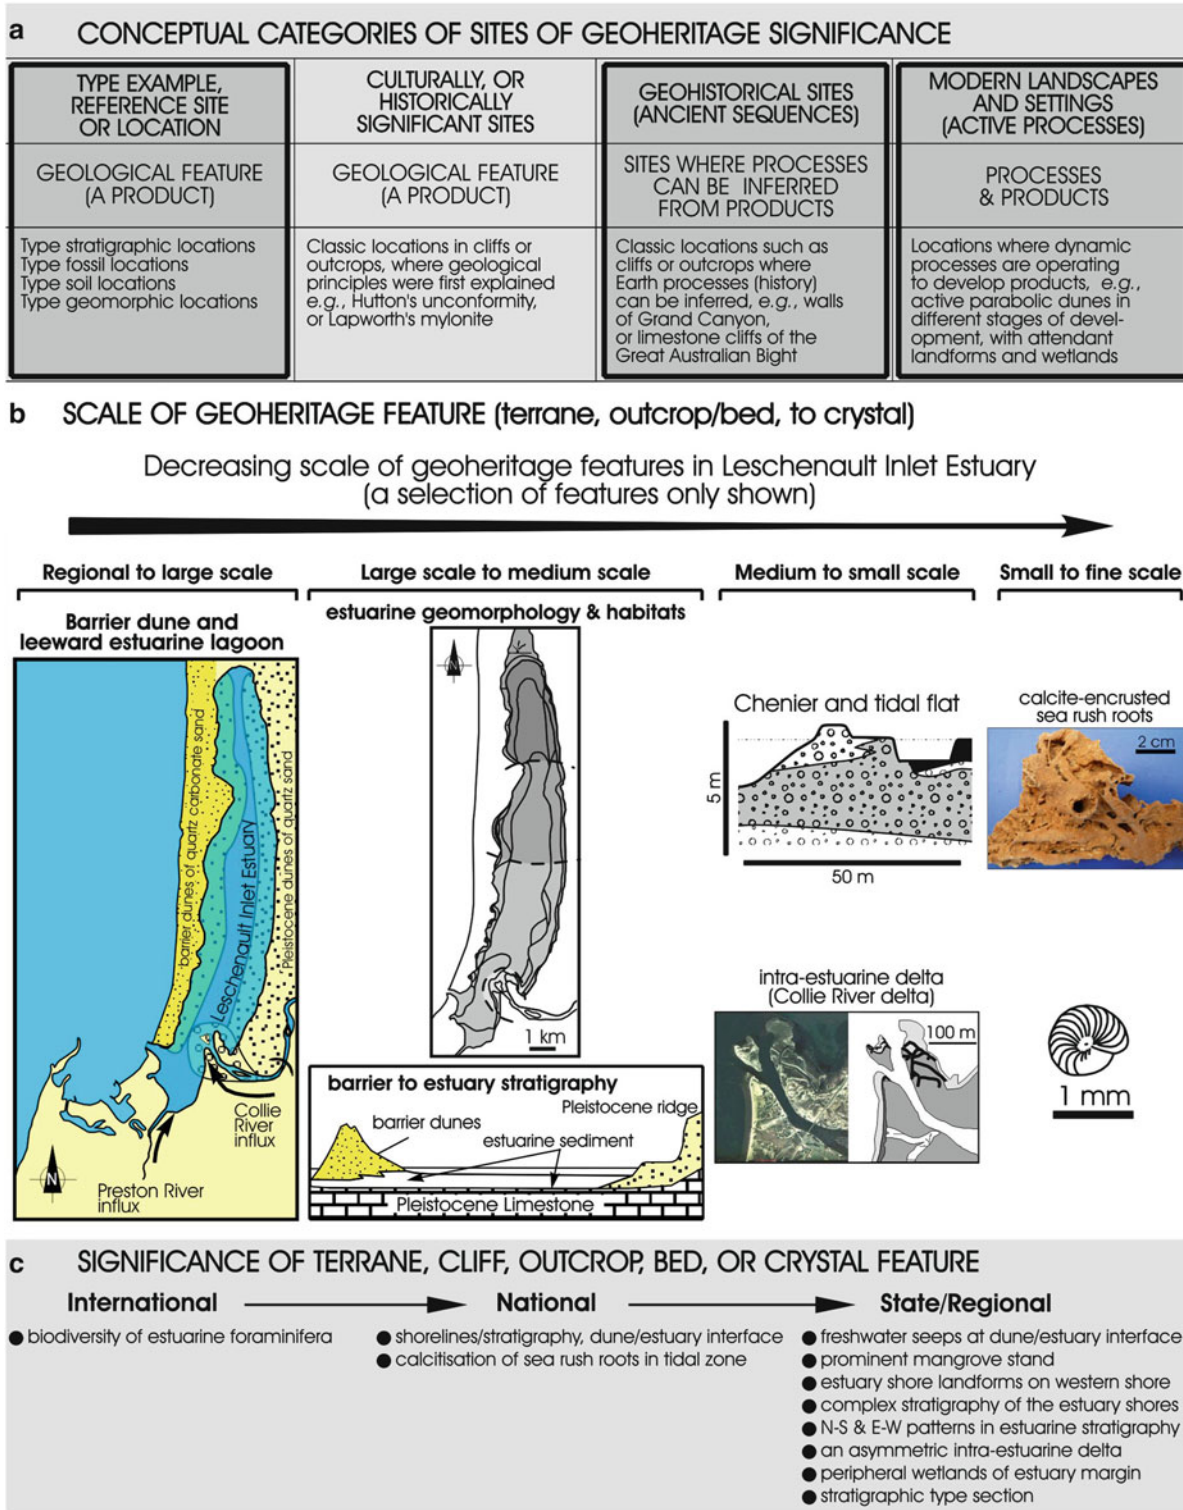 a CONCEPTUAL CATEGORIES OF SITES OF GEOHERITAGE SIGNIFICANCE
TYPE EXAMPLE,
REFERENCE SITE
OR LOCATION
CULTURALLY, OR
HISTORICALLY
SIGNIFICANT SITES
GEOHISTORICAL SITES
(ANCIENT SEQUENCES)
MODERN LANDSCAPES
AND SETTINGS
(ACTIVE PROCESSES)
GEOLOGICAL FEATURE
(A PRODUCT)
GEOLOGICAL FEATURE
(A PRODUCT)
SITES WHERE PROCESSES
CAN BE INFERRED
FROM PRODUCTS
PROCESSES
& PRODUCTS
Type stratigraphic locations
Type fossil locations
Type soil locations
Type geomorphic locations
Classic locations in cliffs or
outcrops, where geological
principles were first explained
e.g., Hutton's unconformity,
or Lapworth's mylonite
Classic locations such as
cliffs or outcrops where
Earth processes (history)
can be inferred, e.g., walls
of Grand Canyon,
or limestone cliffs of the
Great Australian Bight
Locations where dynamic
processes are operating
to develop products, e.g.,
active parabolic dunes in
different stages of devel-
opment, with attendant
landforms and wetlands
b SCALE OF GEOHERITAGE FEATURE (terrane, outcrop/bed, to crystal)
Decreasing scale of geoheritage features in Leschenault Inlet Estuary
(a selection of features only shown)
Regional to large scale
Large scale to medium scale
Medium to small scale
Small to fine scale
Barrier dune and
leeward estuarine lagoon
barrier dunes of quartz carbonate sand
Leschenault Inlet Estuary
Pleistocene dunes of quartz sand
Collie
River
influx
Preston River
influx
N
estuarine geomorphology & habitats
N
1 km
barrier to estuary stratigraphy
Pleistocene ridge
barrier dunes
estuarine sediment
Pleistocene Limestone
Chenier and tidal flat
5 m
50 m
intra-estuarine delta
(Collie River delta)
100 m
calcite-encrusted
sea rush roots
2 cm
1 mm
c SIGNIFICANCE OF TERRANE, CLIFF, OUTCROP, BED, OR CRYSTAL FEATURE
International
National
State/Regional
● biodiversity of estuarine foraminifera
● shorelines/stratigraphy, dune/estuary interface
● calcitisation of sea rush roots in tidal zone
● freshwater seeps at dune/estuary interface
● prominent mangrove stand
● estuary shore landforms on western shore
● complex stratigraphy of the estuary shores
● N-S & E-W patterns in estuarine stratigraphy
● an asymmetric intra-estuarine delta
● peripheral wetlands of estuary margin
● stratigraphic type section